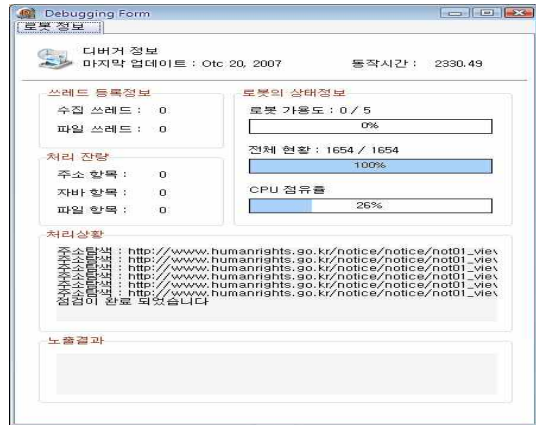 Debugging Form
로봇 정보
디버거 정보
마지막 업데이트 : Otc 20, 2007
동작시간 : 2330.49
쓰레드 등록정보
수집 쓰레드 : 0
파일 쓰레드 : 0
로봇의 상태정보
로봇 가용도 : 0 / 5
0%
전체 현황 : 1654 / 1654
100%
CPU 점유율
26%
처리 잔량
주소 항목 : 0
자바 항목 : 0
파일 항목 : 0
처리상황
주소탐색 : http://www.humanrights.go.kr/notice/notice/not01_viev
주소탐색 : http://www.humanrights.go.kr/notice/notice/not01_viev
주소탐색 : http://www.humanrights.go.kr/notice/notice/not01_viev
주소탐색 : http://www.humanrights.go.kr/notice/notice/not01_viev
주소탐색 : http://www.humanrights.go.kr/notice/notice/not01_viev
주소탐색 : http://www.humanrights.go.kr/notice/notice/not01_viev
점검이 완료 되었습니다
노출결과